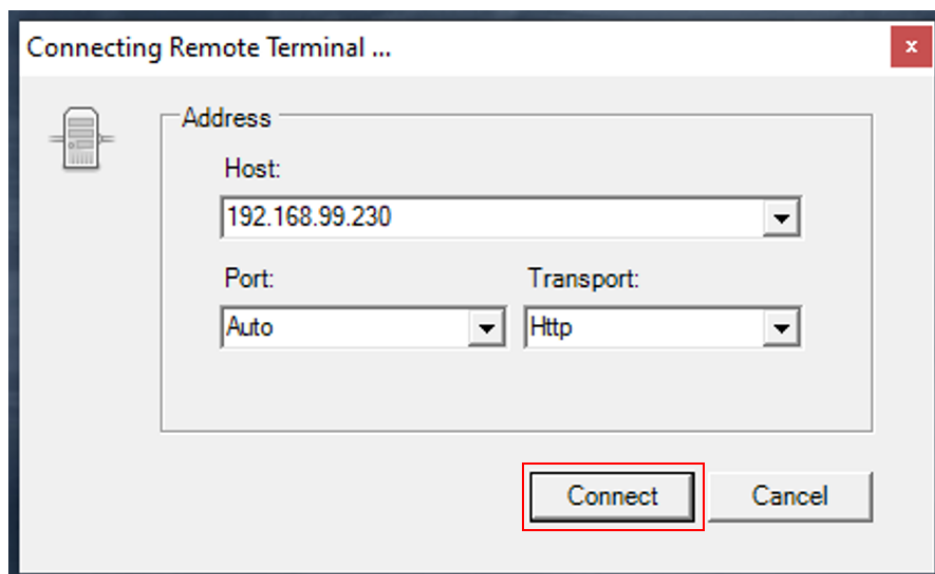 Connecting Remote Terminal ...
x
Address
Host:
192.168.99.230
Port: Transport:
Auto Http
Connect Cancel